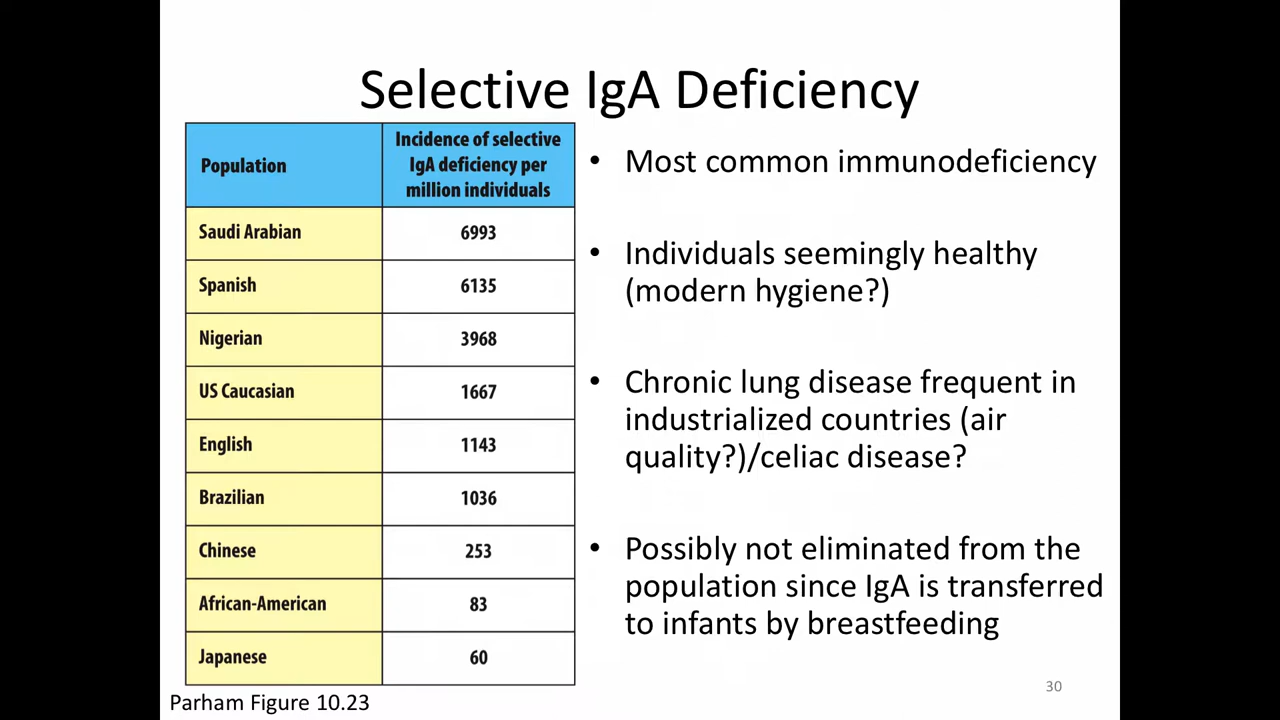 Selective IgA Deficiency
Population
Incidence of selective
IgA deficiency per
million individuals
Saudi Arabian 6993
Spanish 6135
Nigerian 3968
US Caucasian 1667
English 1143
Brazilian 1036
Chinese 253
African-American 83
Japanese 60
Parham Figure 10.23
• Most common immunodeficiency
• Individuals seemingly healthy
(modern hygiene?)
• Chronic lung disease frequent in
industrialized countries (air
quality?)/celiac disease?
• Possibly not eliminated from the
population since IgA is transferred
to infants by breastfeeding
30